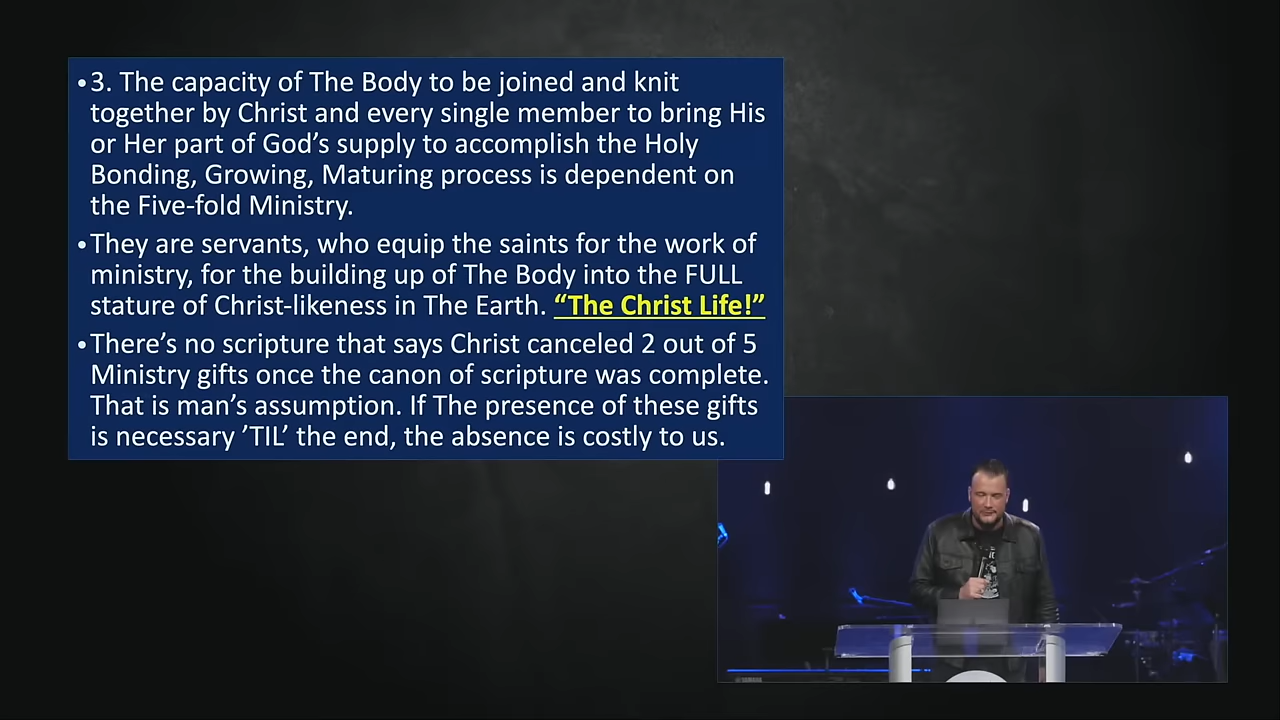 •3. The capacity of The Body to be joined and knit
together by Christ and every single member to bring His
or Her part of God’s supply to accomplish the Holy
Bonding, Growing, Maturing process is dependent on
the Five-fold Ministry.
•They are servants, who equip the saints for the work of
ministry, for the building up of The Body into the FULL
stature of Christ-likeness in The Earth. “The Christ Life!”
•There’s no scripture that says Christ canceled 2 out of 5
Ministry gifts once the canon of scripture was complete.
That is man’s assumption. If The presence of these gifts
is necessary ’TIL’ the end, the absence is costly to us.